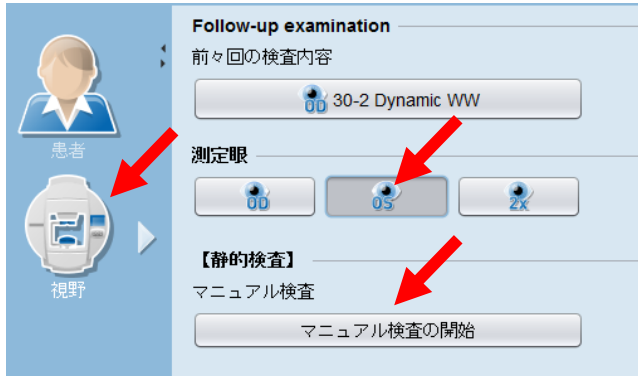 Follow-up examination
前々回の検査内容
OD 30-2 Dynamic WW
患者
測定眼
OD
OS
2x
【静的検査】
マニュアル検査
視野
マニュアル検査の開始